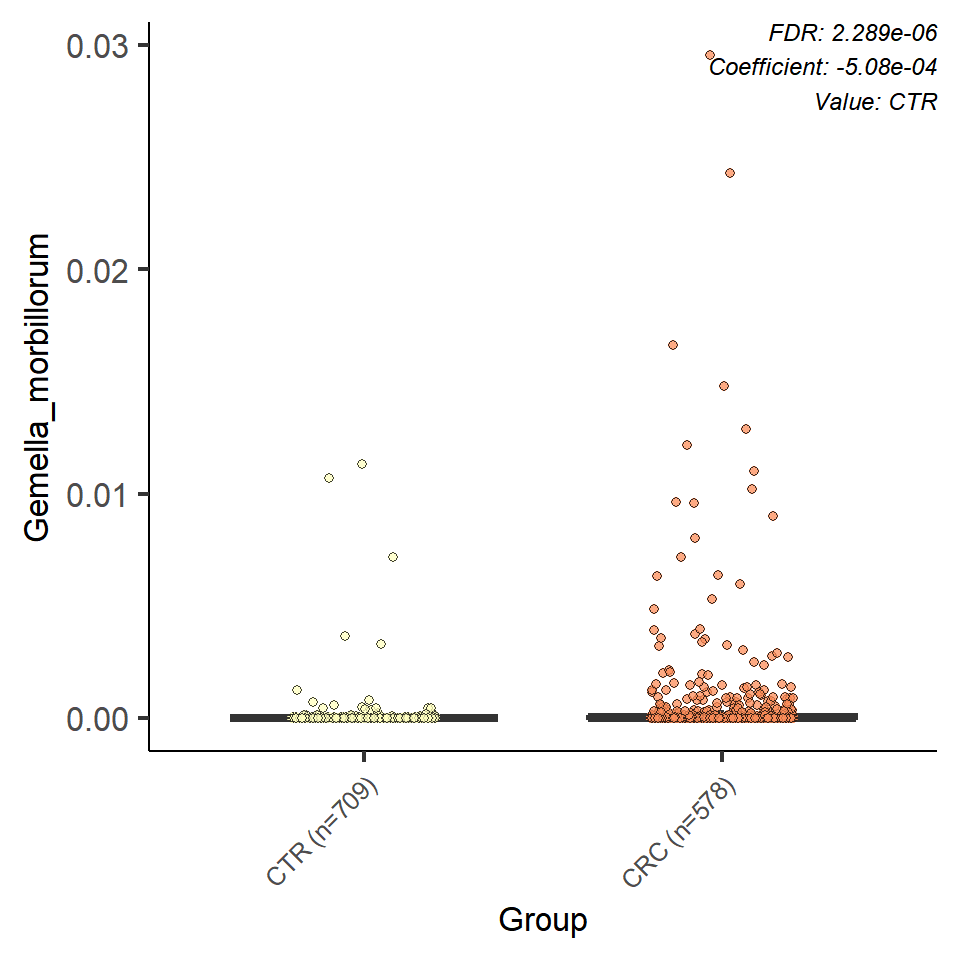 FDR: 2.289e-06
Coefficient: -5.08e-04
Value: CTR
0.03
0.02
0.01
0.00
Gemella_morbillorum
CTR (n=709)
CRC (n=578)
Group